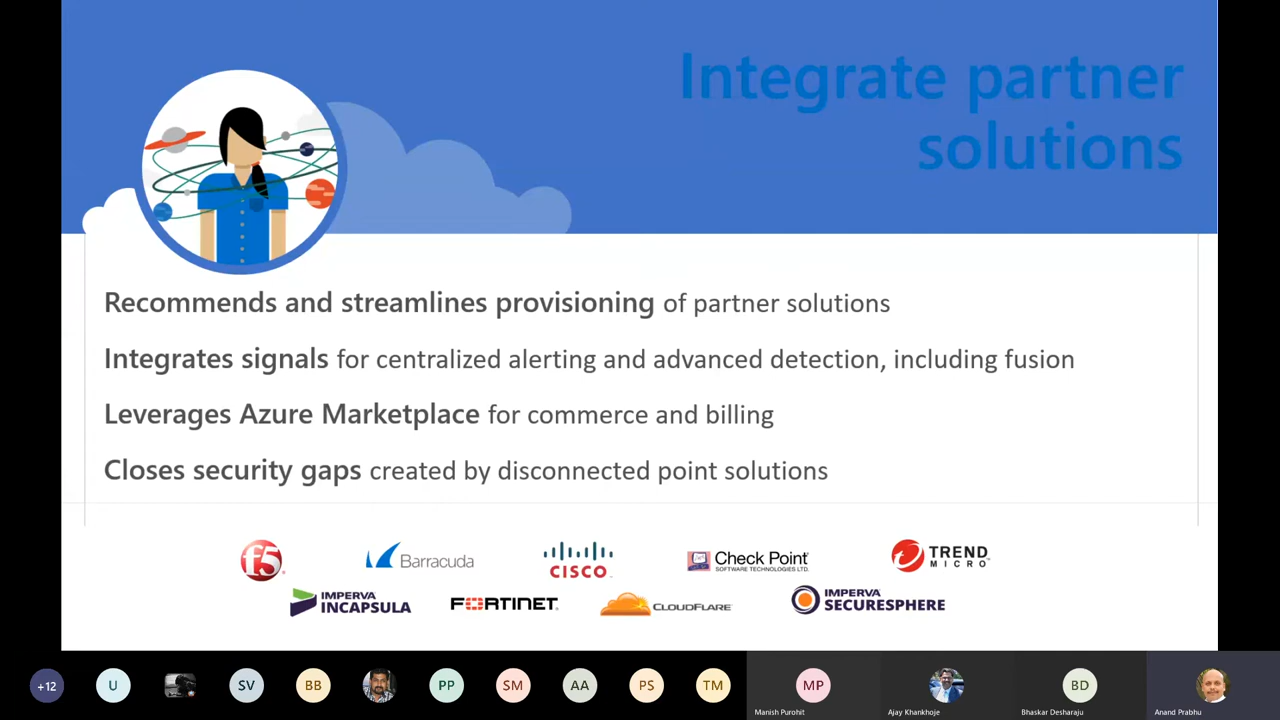 Integrate partner
solutions
Recommends and streamlines provisioning of partner solutions
Integrates signals for centralized alerting and advanced detection, including fusion
Leverages Azure Marketplace for commerce and billing
Closes security gaps created by disconnected point solutions
f5
Barracuda
CISCO
Check Point
SOFTWARE TECHNOLOGIES LTD.
TREND
MICRO
IMPERVA
INCAPSULA
FORTINET
CLOUDFLARE
IMPERVA
SECURESPHERE
+12
U
SV
BB
PP
SM
AA
PS
TM
MP
BD
Manish Purohit
Ajay Khankhoje
Bhaskar Desharaju
Anand Prabhu